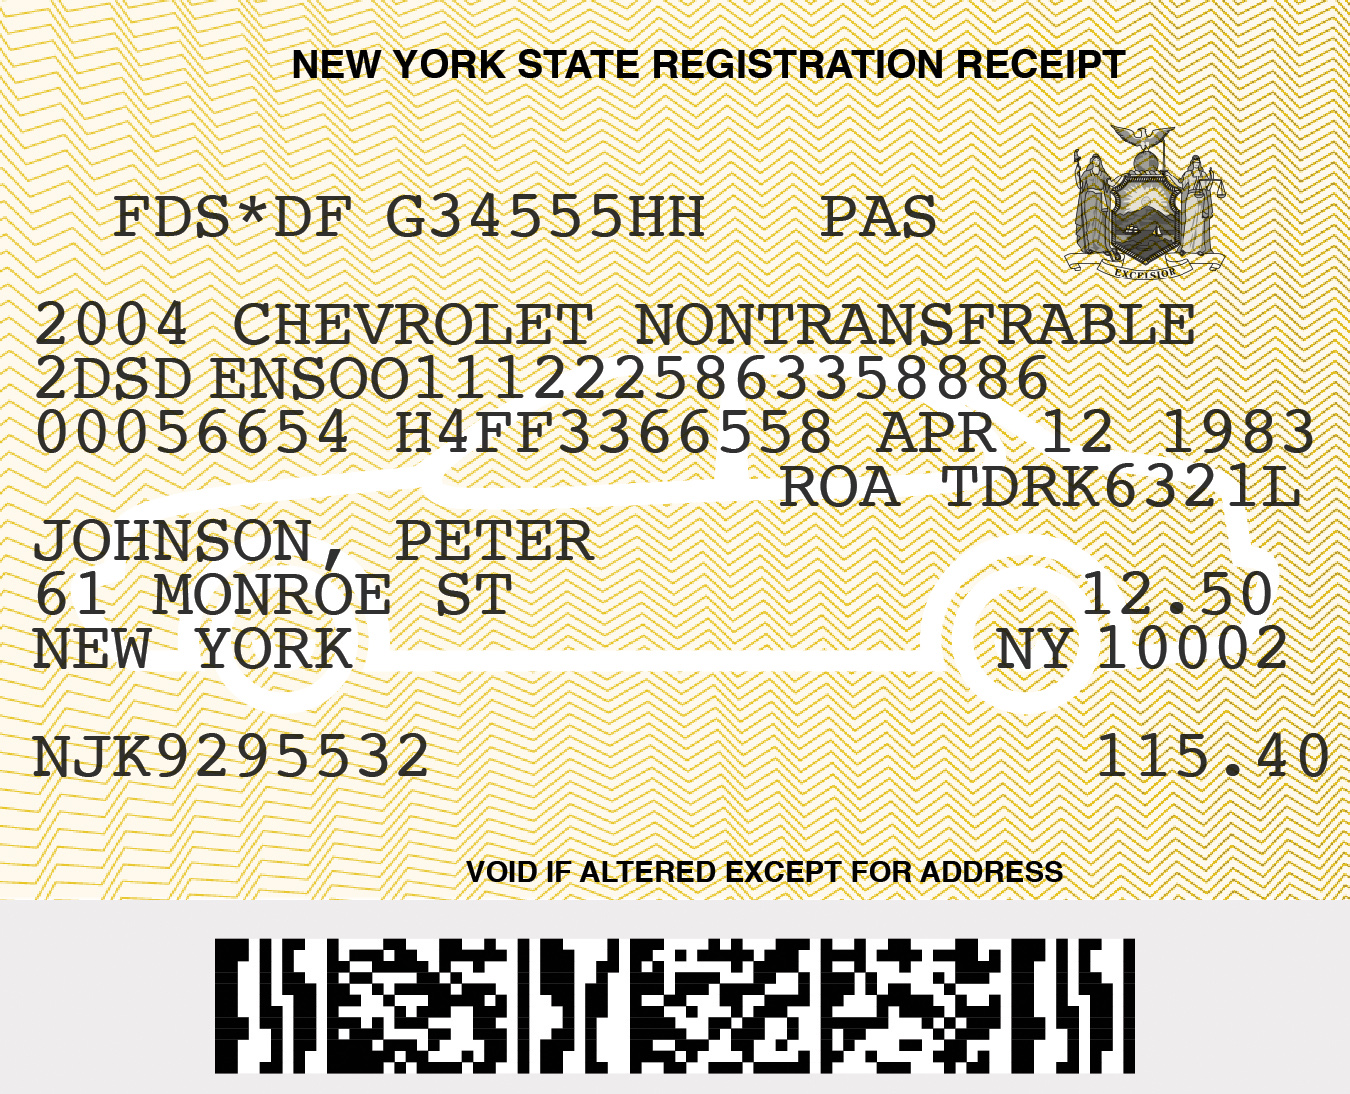 NEW YORK STATE REGISTRATION RECEIPT
FDS*DF G34555HH PAS
EXCELSIOR
2004 CHEVROLET NONTRANSFRABLE
2DSD ENSOO1112225863358886
00056654 H4FF3366558 APR 12 1983
ROA TDRK6321L
JOHNSON, PETER
61 MONROE ST 12.50
NEW YORK NY 10002
NJK9295532 115.40
VOID IF ALTERED EXCEPT FOR ADDRESS